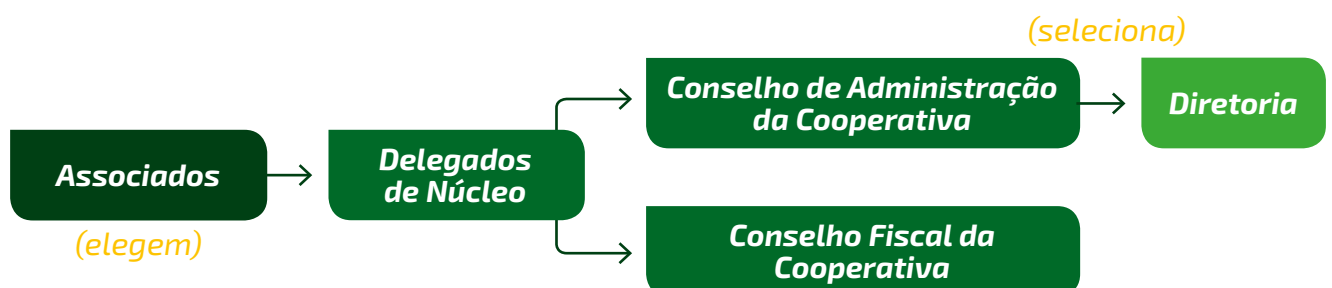 Associados
(elegem)
Delegados
de Núcleo
Conselho de Administração
da Cooperativa
(seleciona)
Diretoria
Conselho Fiscal da
Cooperativa